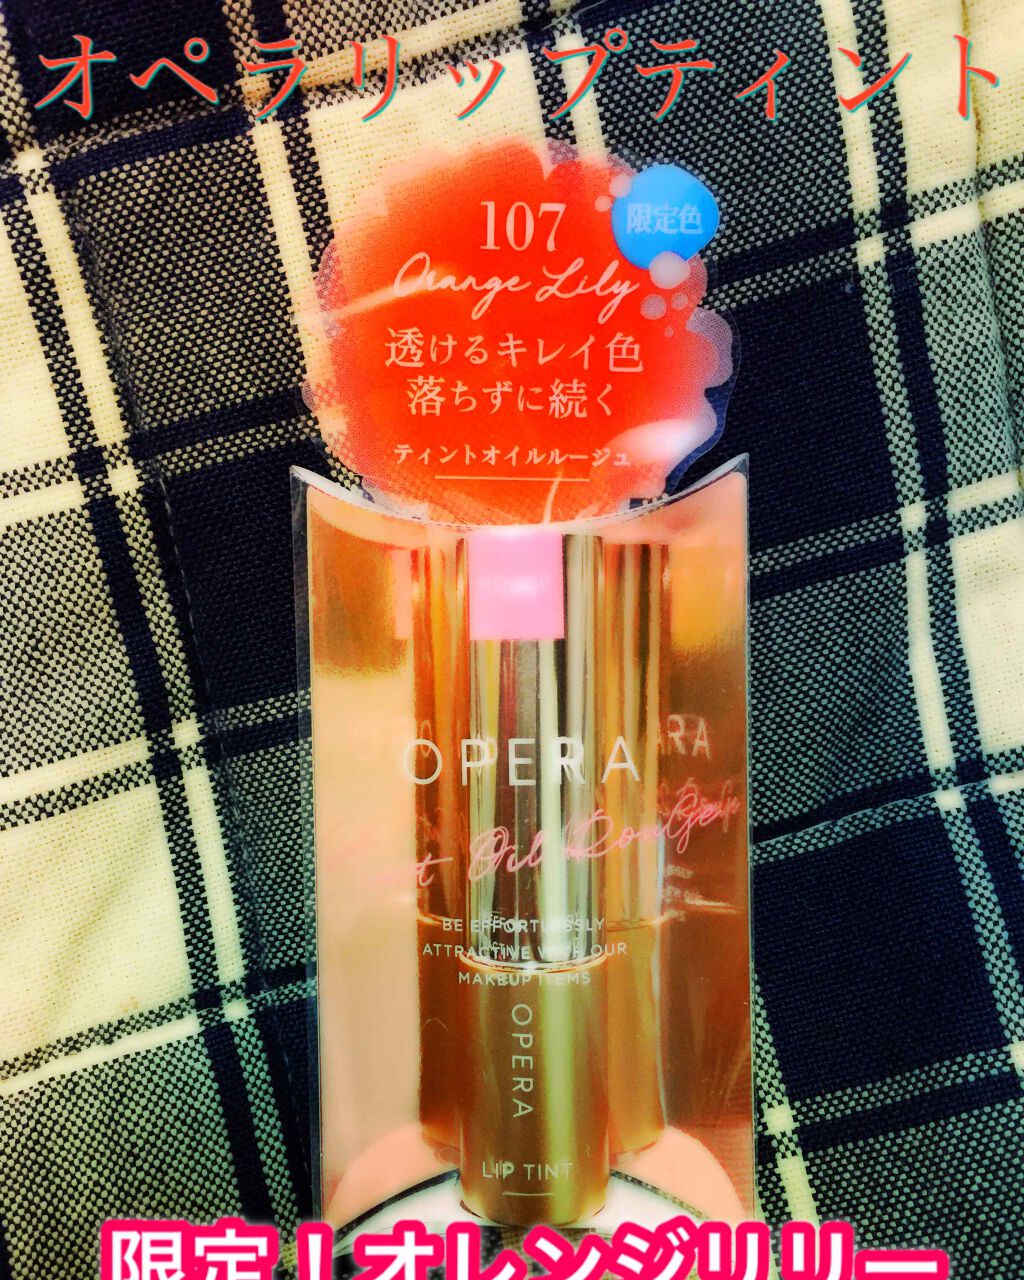 オペラリップティント
107
限定色
Orange Lily
透けるキレイ色
落ちずに続く
ティントオイルルージュ
OPERA
ARA
Oil Rouge
BE EFFORTLESSLY
ATTRACTIVE WITH OUR
MAKEUP ITEMS
OPERA
LIP TINT
限定!オレンジリリー